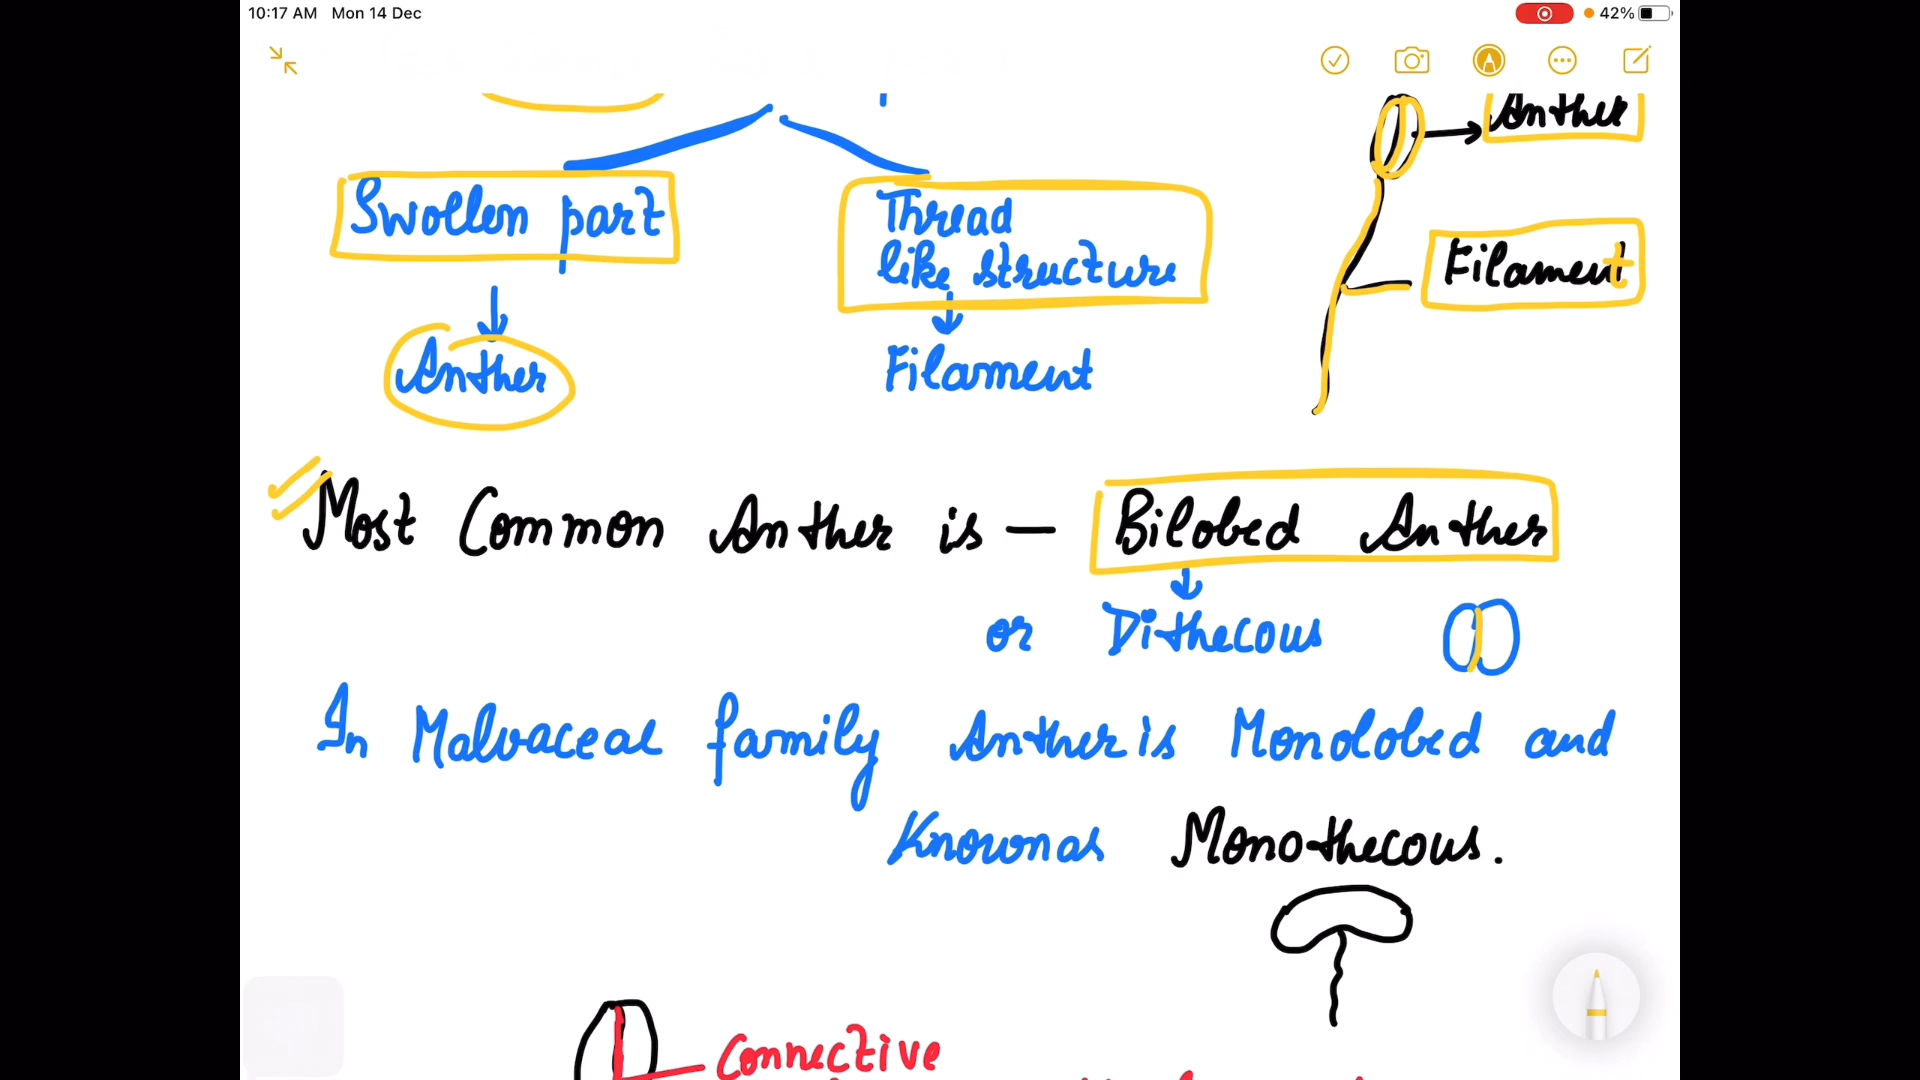 10:17 AM Mon 14 Dec
42%
Anther
Swollen part
Thread
like structure
Filament
Anther
Filament
Most Common Anther is — Bilobed Anther
or Dithecous
In Malvaceae family Anther is Monolobed and
Known as Monothecous.
Connective